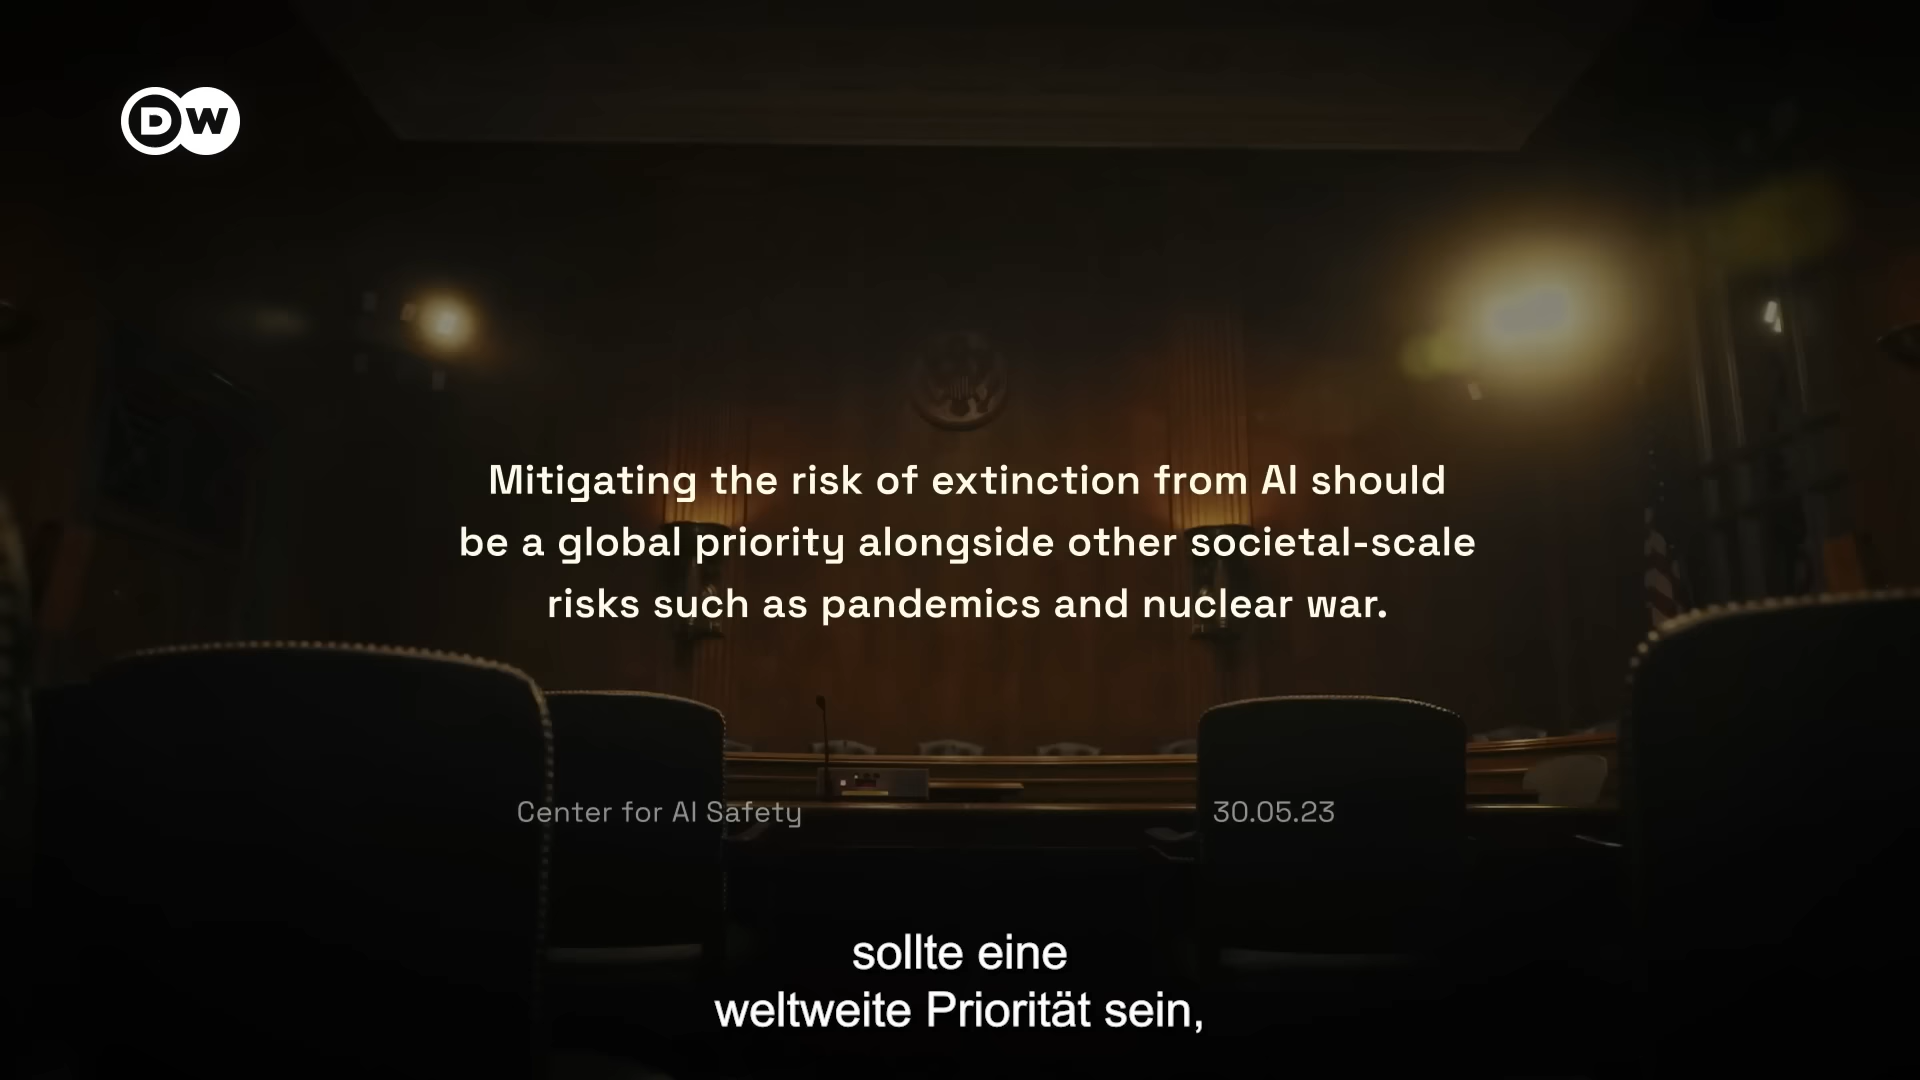 DW
Mitigating the risk of extinction from AI should
be a global priority alongside other societal-scale
risks such as pandemics and nuclear war.
Center for AI Safety
30.05.23
sollte eine
weltweite Priorität sein,